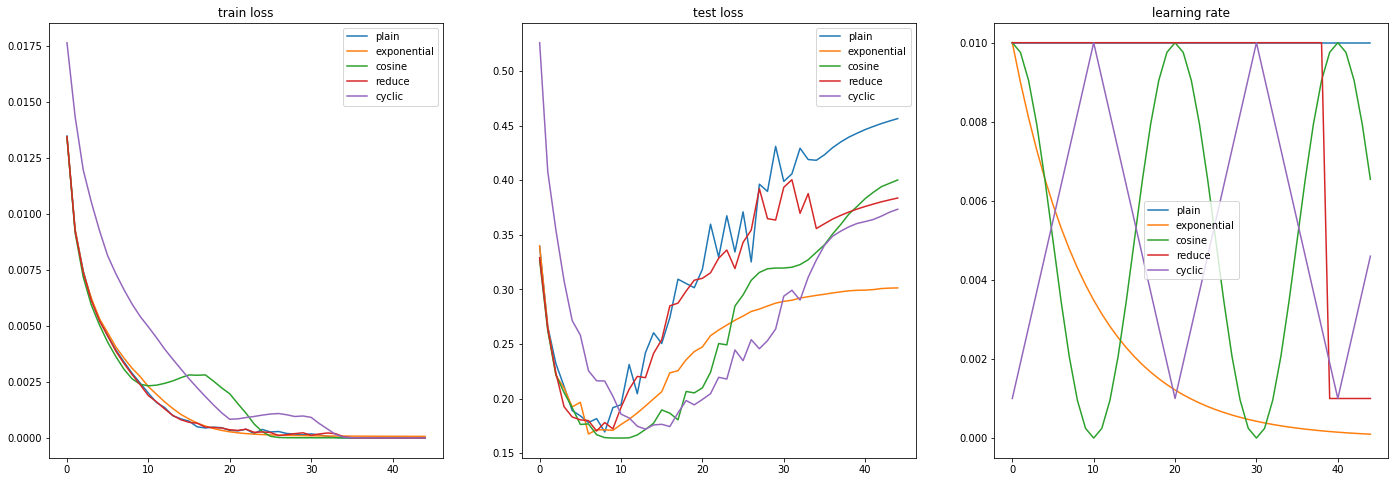 train loss
0.0175
0.0150
0.0125
0.0100
0.0075
0.0050
0.0025
0.0000
0 10 20 30 40
plain
exponential
cosine
reduce
cyclic
test loss
0.50
0.45
0.40
0.35
0.30
0.25
0.20
0.15
0 10 20 30 40
plain
exponential
cosine
reduce
cyclic
learning rate
0.010
0.008
0.006
0.004
0.002
0.000
0 10 20 30 40
plain
exponential
cosine
reduce
cyclic